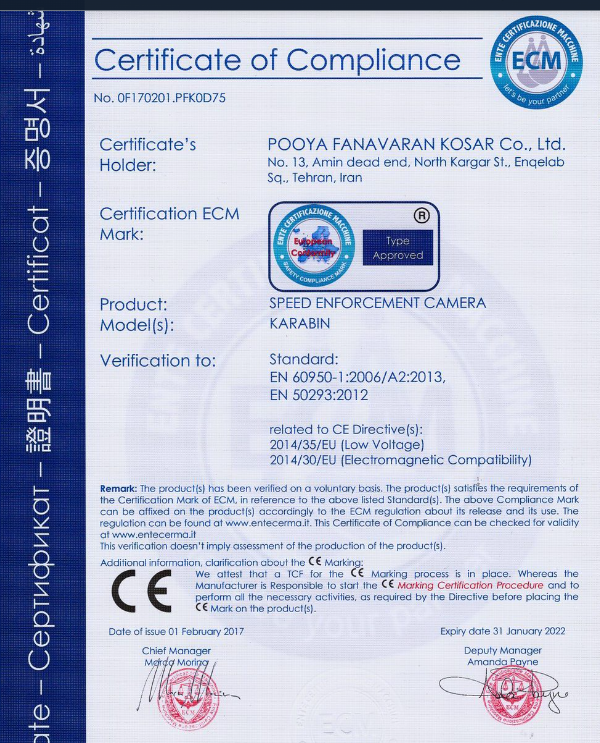 Certificate of Compliance
ENTE CERTIFICAZIONE MACCHINE
ECM
let's be your partner
No. 0F170201.PFK0D75
Certificate's
Holder:
POOYA FANAVARAN KOSAR Co., Ltd.
No. 13, Amin dead end, North Kargar St., Enqelab
Sq., Tehran, Iran
Certification ECM
Mark:
ENTE CERTIFICAZIONE MACCHINE
European
Conformity
SAFETY COMPLIANCE MARK
®
Type
Approved
Product:
SPEED ENFORCEMENT CAMERA
Model(s):
KARABIN
Verification to:
Standard:
EN 60950-1:2006/A2:2013,
EN 50293:2012
related to CE Directive(s):
2014/35/EU (Low Voltage)
2014/30/EU (Electromagnetic Compatibility)
Remark: The product(s) has been verified on a voluntary basis. The product(s) satisfies the requirements of
the Certification Mark of ECM, in reference to the above listed Standard(s). The above Compliance Mark
can be affixed on the product(s) accordingly to the ECM regulation about its release and its use. The
regulation can be found at www.entecerma.it. This Certificate of Compliance can be checked for validity
at www.entecerma.it
This verification doesn't imply assessment of the production of the product(s).
Additional information, clarification about the CE Marking:
CE
We attest that a TCF for the CE Marking process is in place. Whereas the
Manufacturer is Responsible to start the CE Marking Certification Procedure and to
perform all the necessary activities, as required by the Directive before placing the
CE Mark on the product(s).
Date of issue 01 February 2017
Expiry date 31 January 2022
Chief Manager
Marco Morina
Deputy Manager
Amanda Payne
ate – Сертификат – 證明書 – Certificat – 증명서 – شهادة